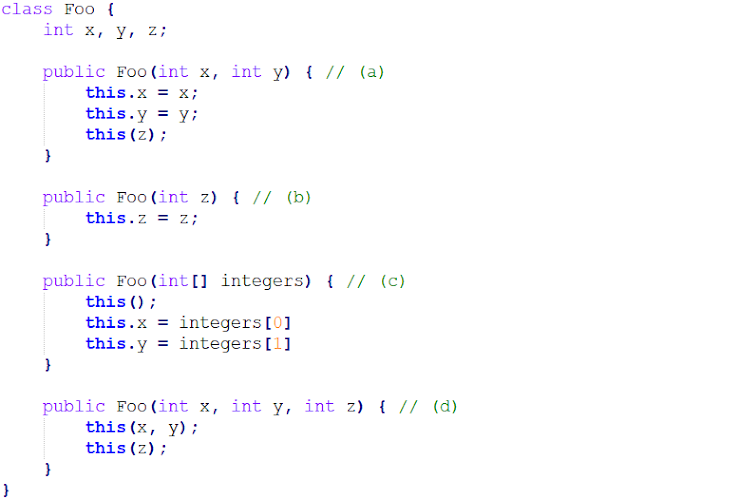 class Foo {
    int x, y, z;

    public Foo(int x, int y) { // (a)
        this.x = x;
        this.y = y;
        this(z);
    }

    public Foo(int z) { // (b)
        this.z = z;
    }

    public Foo(int[] integers) { // (c)
        this();
        this.x = integers[0]
        this.y = integers[1]
    }

    public Foo(int x, int y, int z) { // (d)
        this(x, y);
        this(z);
    }
}